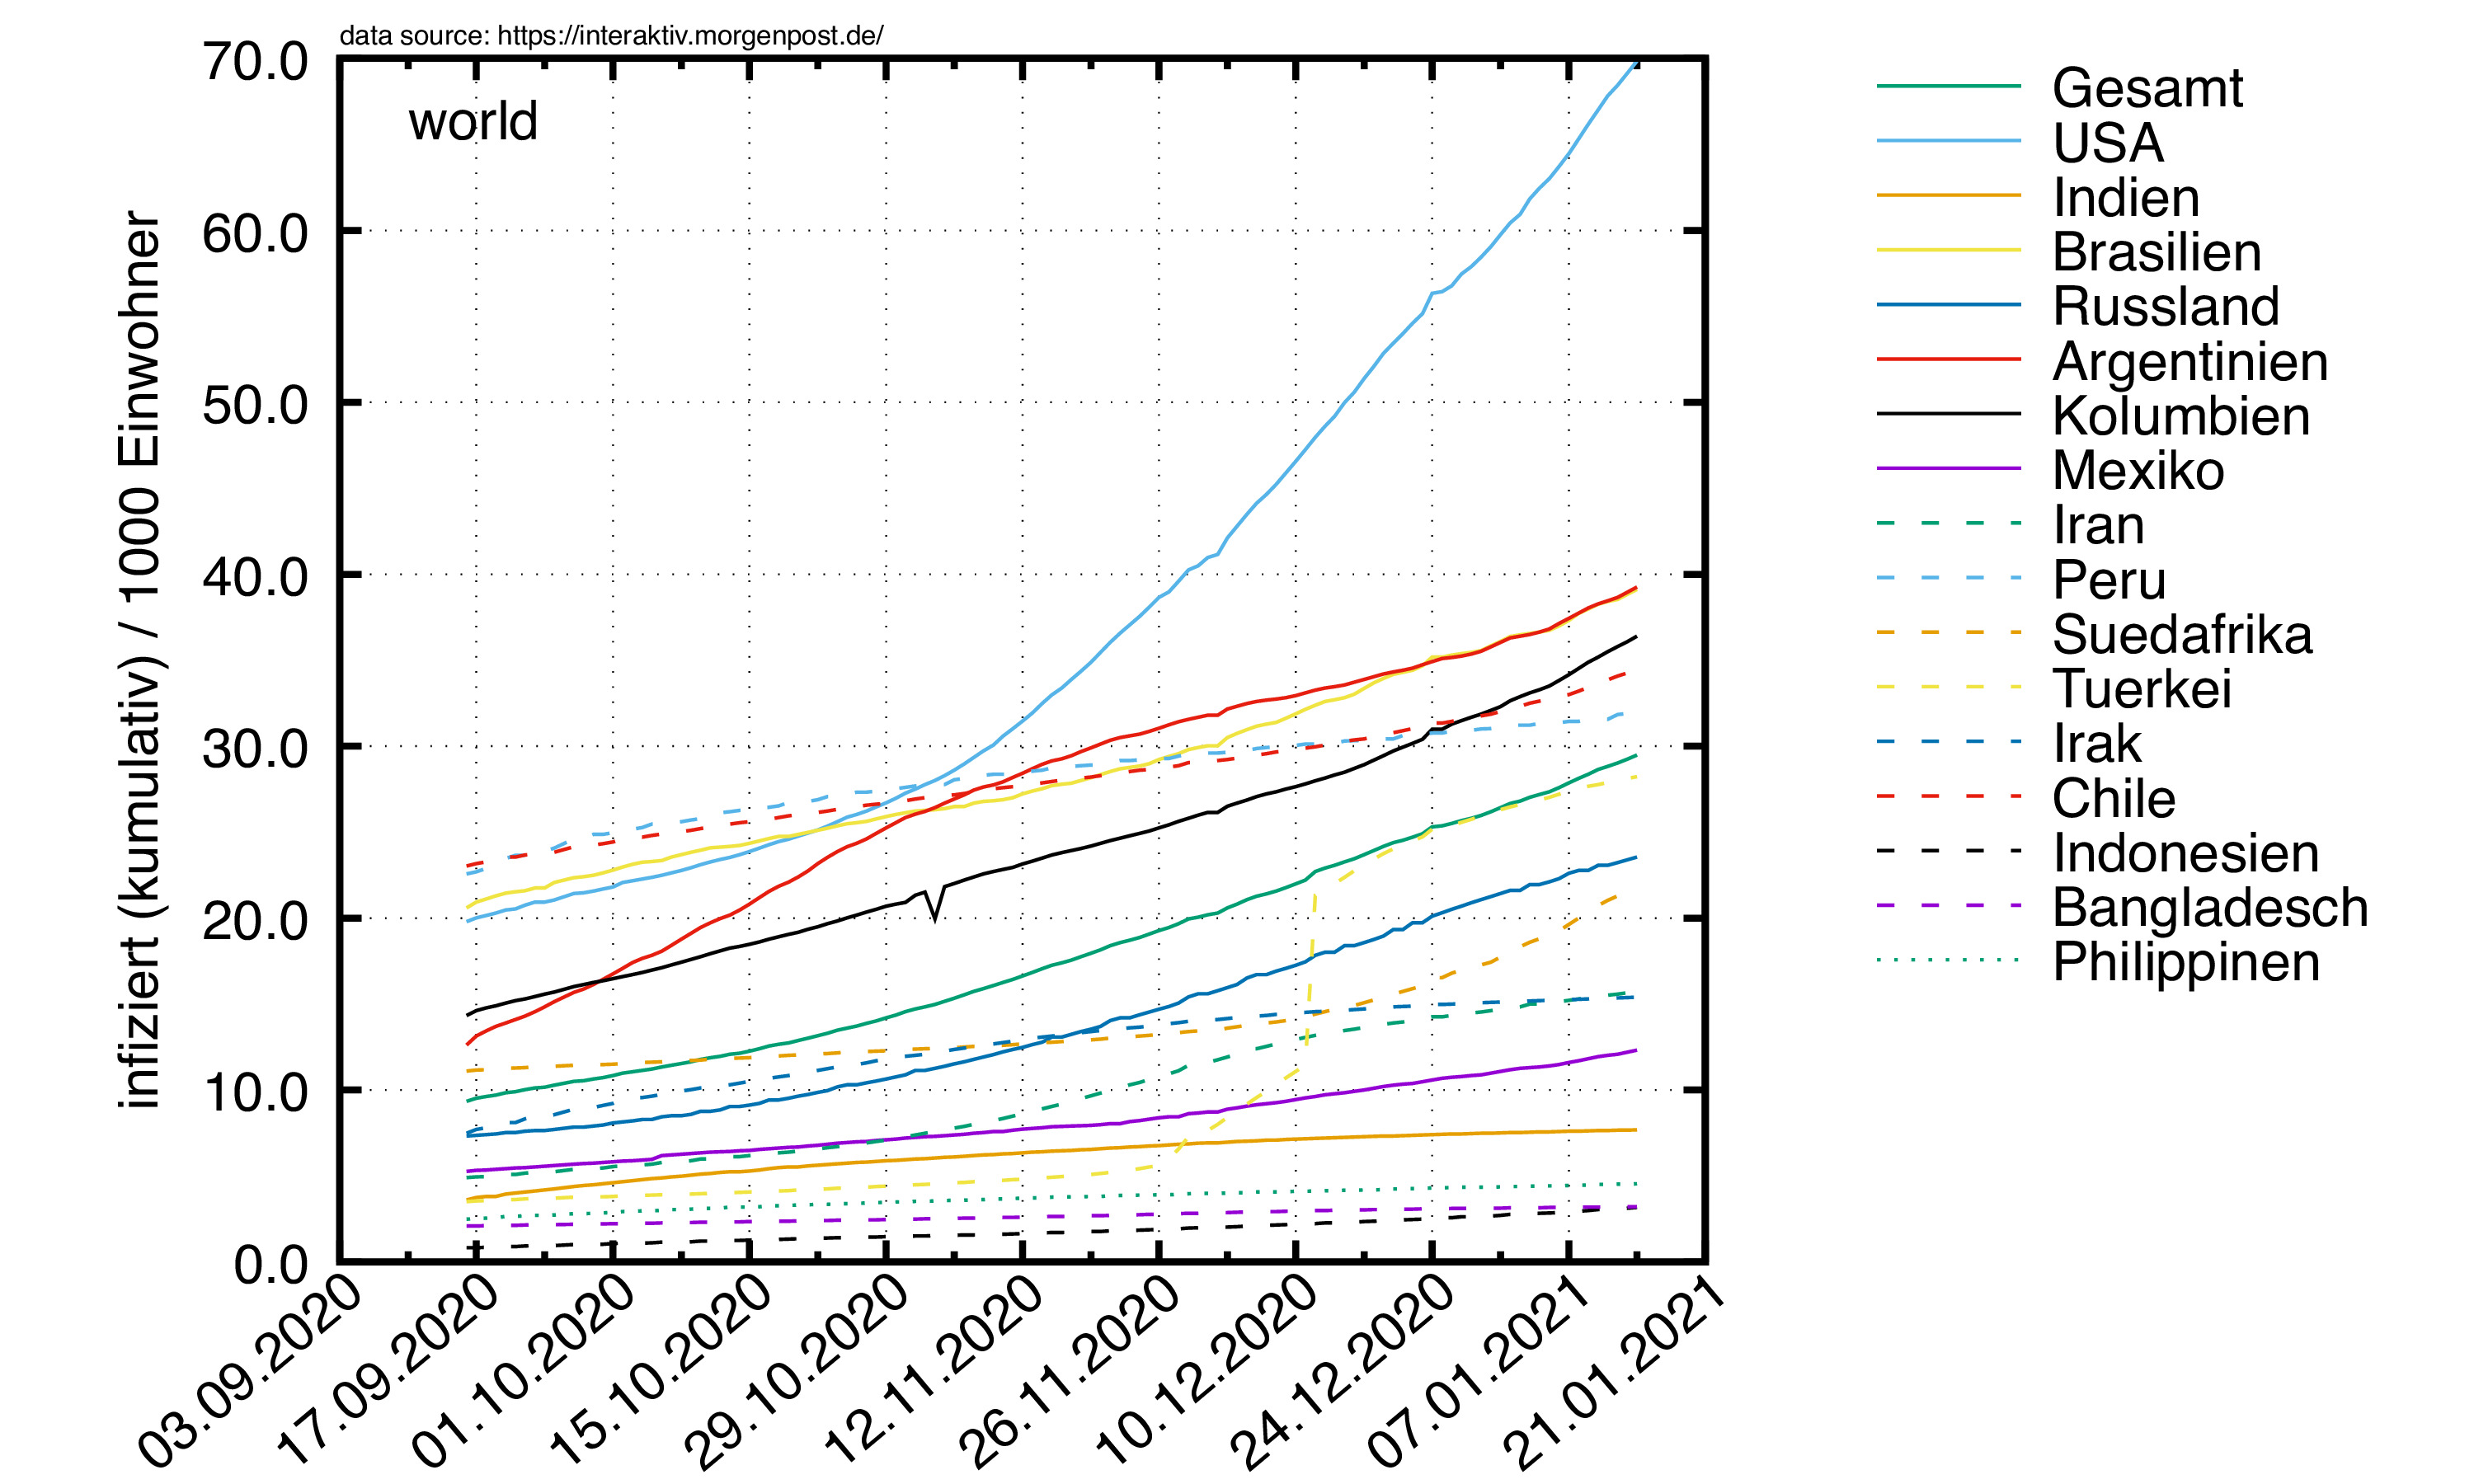 data source: https://interaktiv.morgenpost.de/
world
infiziert (kumulativ) / 1000 Einwohner
70.0
60.0
50.0
40.0
30.0
20.0
10.0
0.0
03.09.2020
17.09.2020
01.10.2020
15.10.2020
29.10.2020
12.11.2020
26.11.2020
10.12.2020
24.12.2020
07.01.2021
21.01.2021
Gesamt
USA
Indien
Brasilien
Russland
Argentinien
Kolumbien
Mexiko
Iran
Peru
Suedafrika
Tuerkei
Irak
Chile
Indonesien
Bangladesch
Philippinen